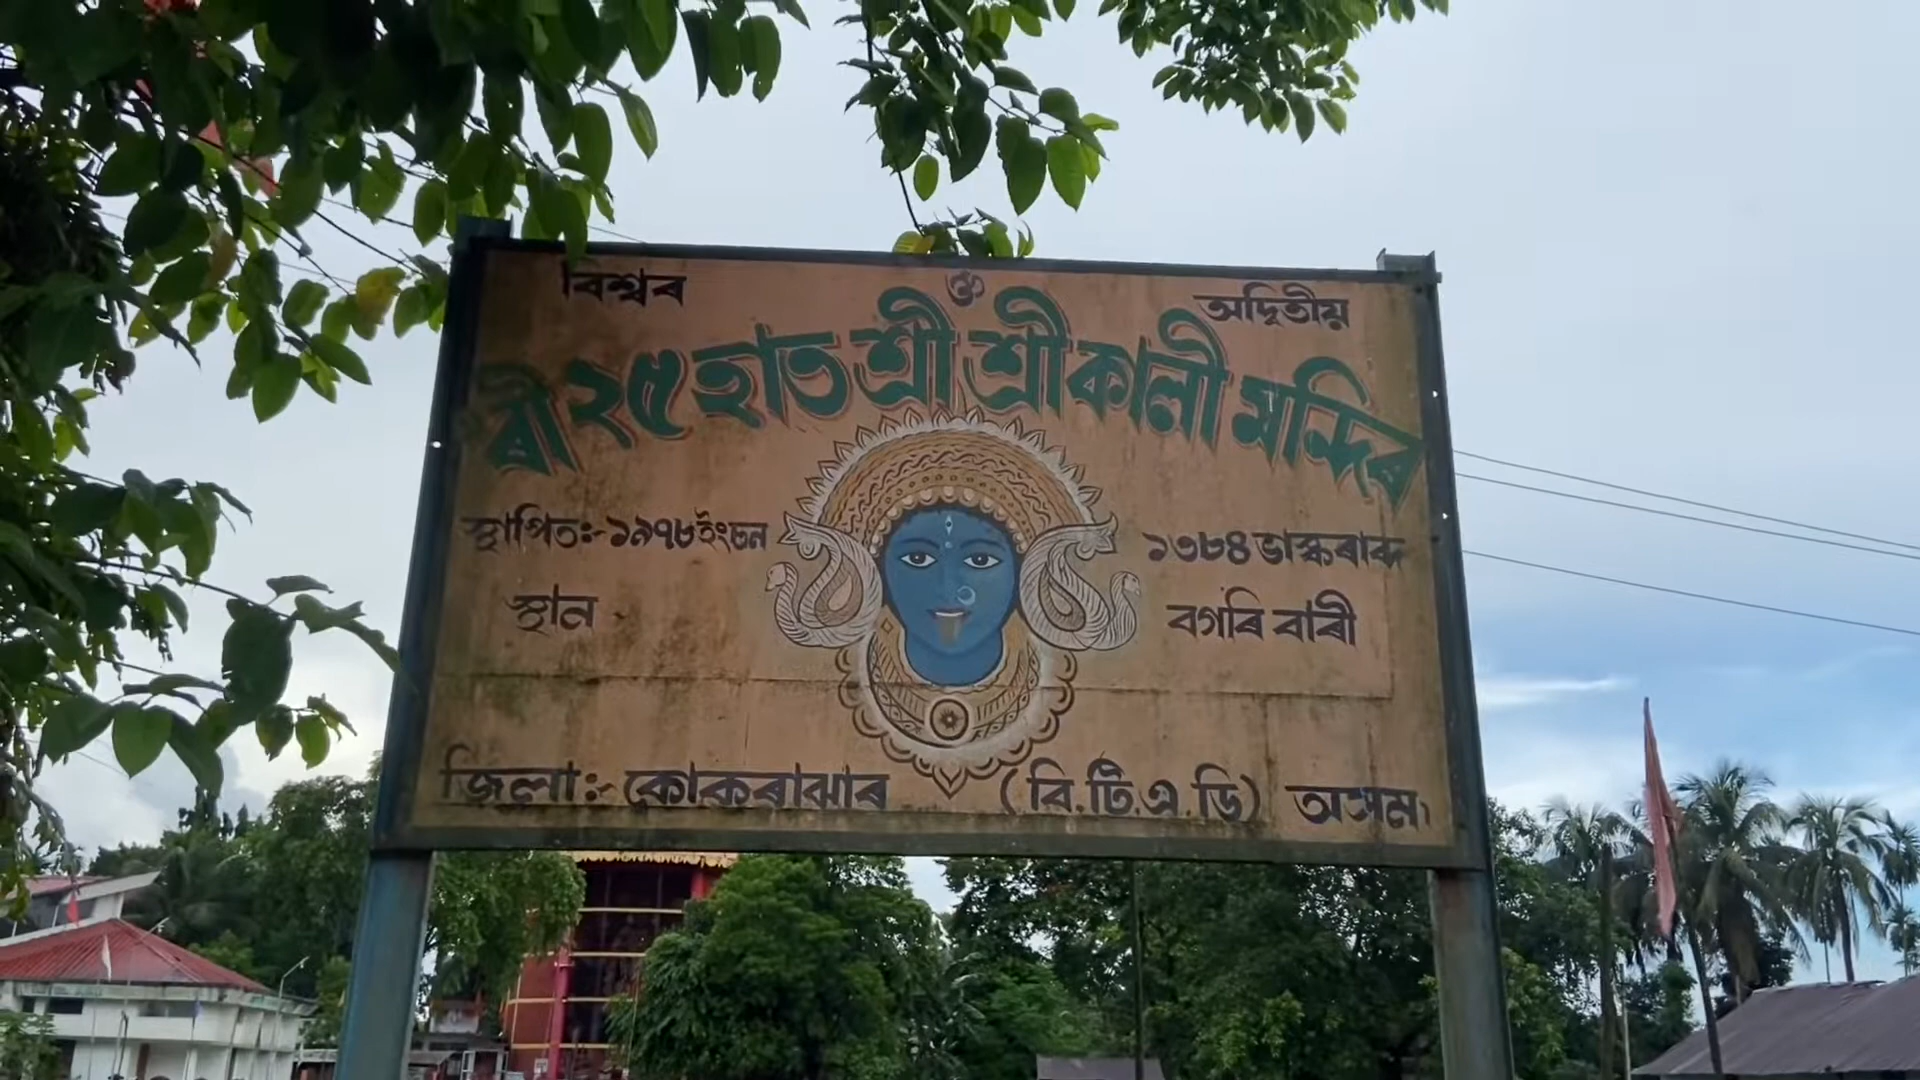 বিশ্বৰ ওঁ অদ্বিতীয়
শ্ৰী ২৫ হাত শ্ৰী শ্ৰী কালী মন্দিৰ
স্থাপিত:- ১৯৭৮ ইং চন ১৩৮৪ ভাস্কৰাব্দ
স্থান - বগৰি বাৰী
জিলা:- কোকৰাঝাৰ (বি.টি.এ.ডি) অসম।